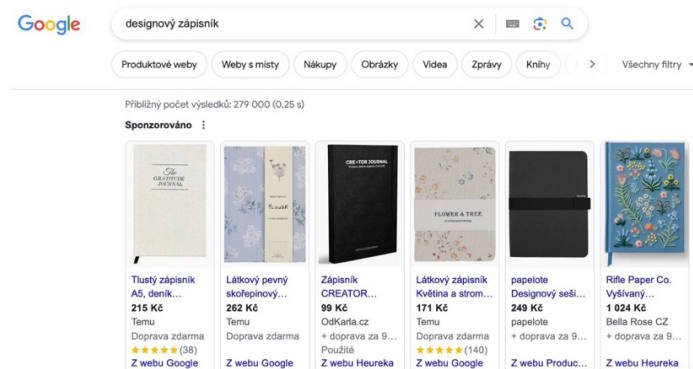 Google
designový zápisník
Produktové weby
Weby s místy
Nákupy
Obrázky
Videa
Zprávy
Knihy
Všechny filtry
Přibližný počet výsledků: 279 000 (0,25 s)
Sponzorováno
The
GRATITUDE
JOURNAL
Tlustý zápisník
A5, deník...
215 Kč
Temu
Doprava zdarma
(38)
Z webu Google
FLOWER
Látkový pevný
skořepinový...
262 Kč
Temu
Doprava zdarma
Z webu Google
CRE★TOR JOURNAL
Zápisník
CREATOR...
99 Kč
OdKarla.cz
+ doprava za 9...
Použité
Z webu Heureka
FLOWER & TREE
Látkový zápisník
Květina a strom...
171 Kč
Temu
Doprava zdarma
(140)
Z webu Google
papelote
Designový seši...
249 Kč
papelote
+ doprava za 9...
Z webu Produc...
Rifle Paper Co.
Vyšívaný...
1 024 Kč
Bella Rose CZ
+ doprava za 9...
Z webu Heureka